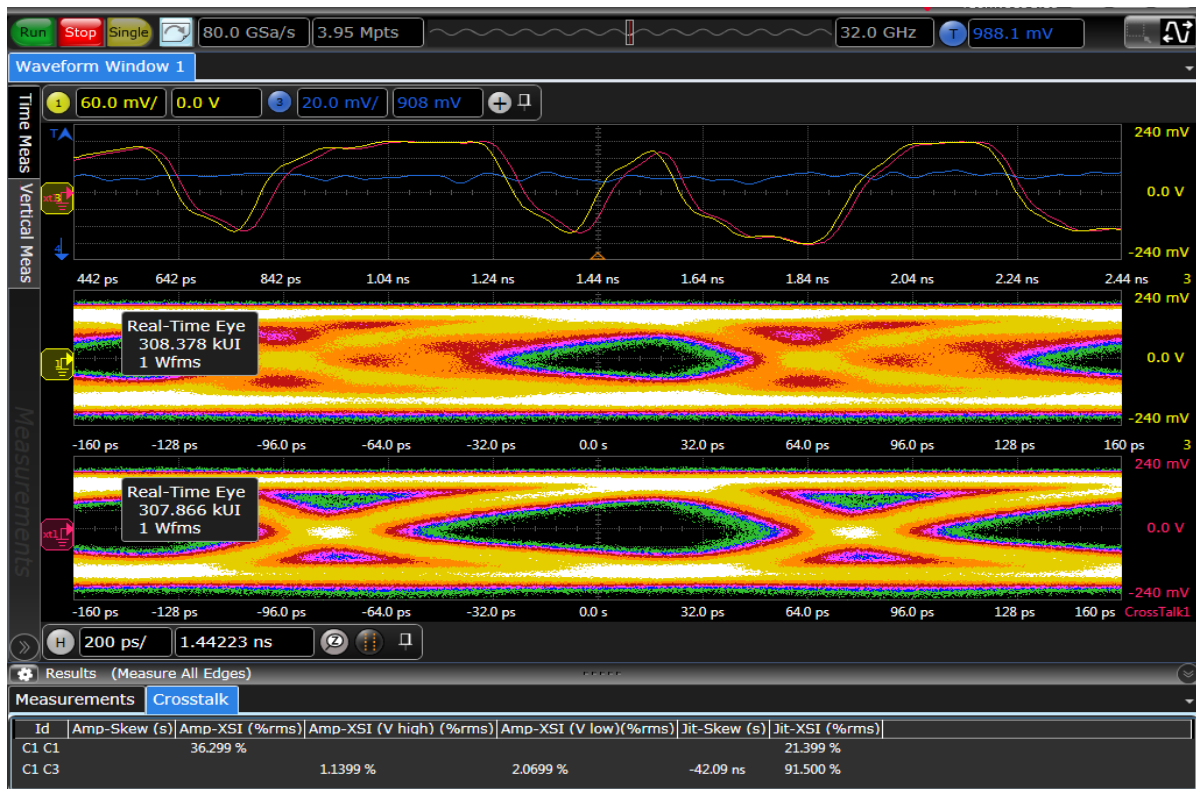 Run Stop Single 80.0 GSa/s 3.95 Mpts 32.0 GHz T 988.1 mV
Waveform Window 1
Time Meas
Vertical Meas
Measurements
1 60.0 mV/ 0.0 V 3 20.0 mV/ 908 mV
T 240 mV
0.0 V
4 -240 mV
442 ps 642 ps 842 ps 1.04 ns 1.24 ns 1.44 ns 1.64 ns 1.84 ns 2.04 ns 2.24 ns 2.44 ns 3
240 mV
Real-Time Eye
308.378 kUI
1 Wfms
0.0 V
-240 mV
-160 ps -128 ps -96.0 ps -64.0 ps -32.0 ps 0.0 s 32.0 ps 64.0 ps 96.0 ps 128 ps 160 ps 3
240 mV
Real-Time Eye
307.866 kUI
1 Wfms
xt1 0.0 V
-240 mV
-160 ps -128 ps -96.0 ps -64.0 ps -32.0 ps 0.0 s 32.0 ps 64.0 ps 96.0 ps 128 ps 160 ps CrossTalk1
H 200 ps/ 1.44223 ns
Results (Measure All Edges)
Measurements Crosstalk
Id Amp-Skew (s) Amp-XSI (%rms) Amp-XSI (V high) (%rms) Amp-XSI (V low)(%rms) Jit-Skew (s) Jit-XSI (%rms)
C1 C1 36.299 % 21.399 %
C1 C3 1.1399 % 2.0699 % -42.09 ns 91.500 %